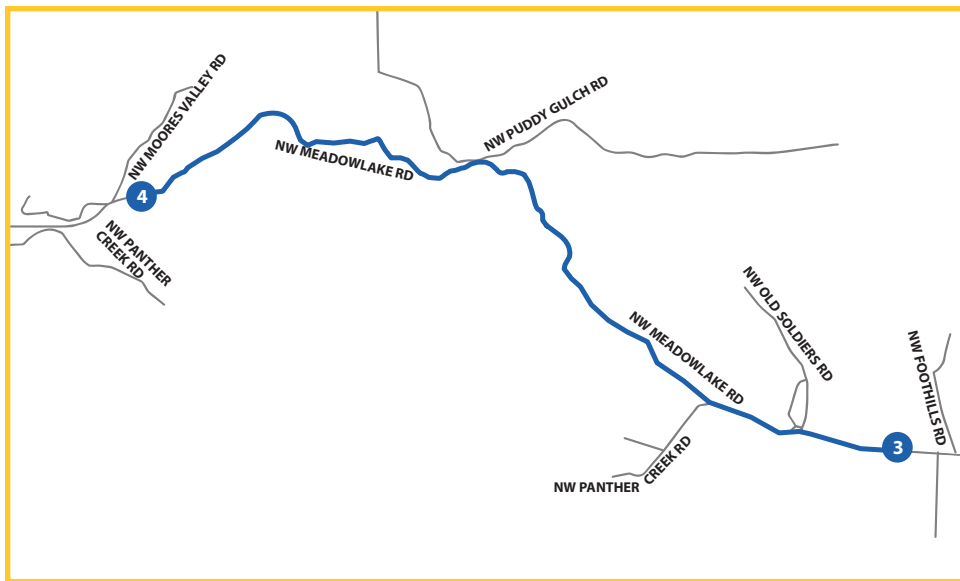 NW MOORES VALLEY RD
NW PUDDY GULCH RD
NW MEADOWLAKE RD
4
NW PANTHER
CREEK RD
NW OLD SOLDIERS RD
NW MEADOWLAKE RD
NW FOOTHILLS RD
3
CREEK RD
NW PANTHER